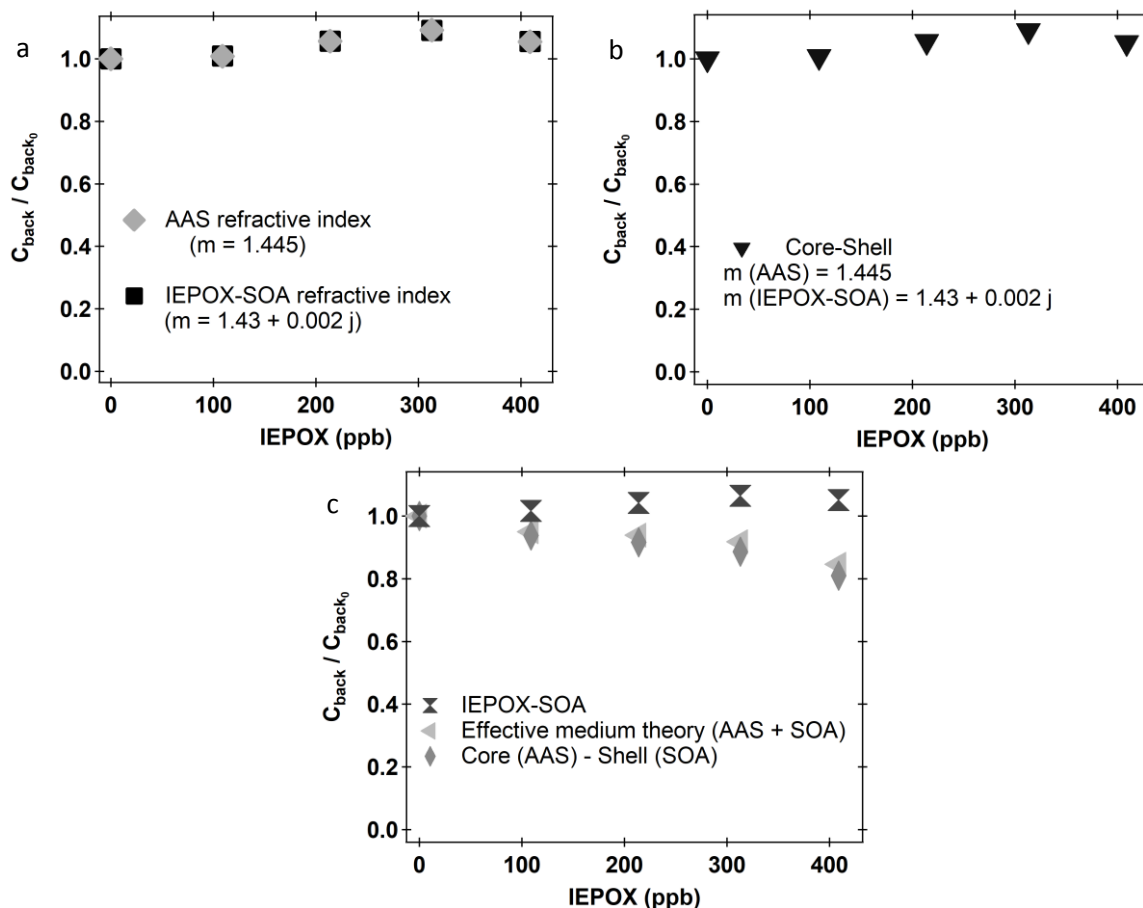 a
C_back / C_back_0
1.0
0.8
0.6
0.4
0.2
0.0
AAS refractive index
(m = 1.445)
IEPOX-SOA refractive index
(m = 1.43 + 0.002 j)
0 100 200 300 400
IEPOX (ppb)
b
C_back / C_back_0
1.0
0.8
0.6
0.4
0.2
0.0
Core-Shell
m (AAS) = 1.445
m (IEPOX-SOA) = 1.43 + 0.002 j
0 100 200 300 400
IEPOX (ppb)
c
C_back / C_back_0
1.0
0.8
0.6
0.4
0.2
0.0
IEPOX-SOA
Effective medium theory (AAS + SOA)
Core (AAS) - Shell (SOA)
0 100 200 300 400
IEPOX (ppb)